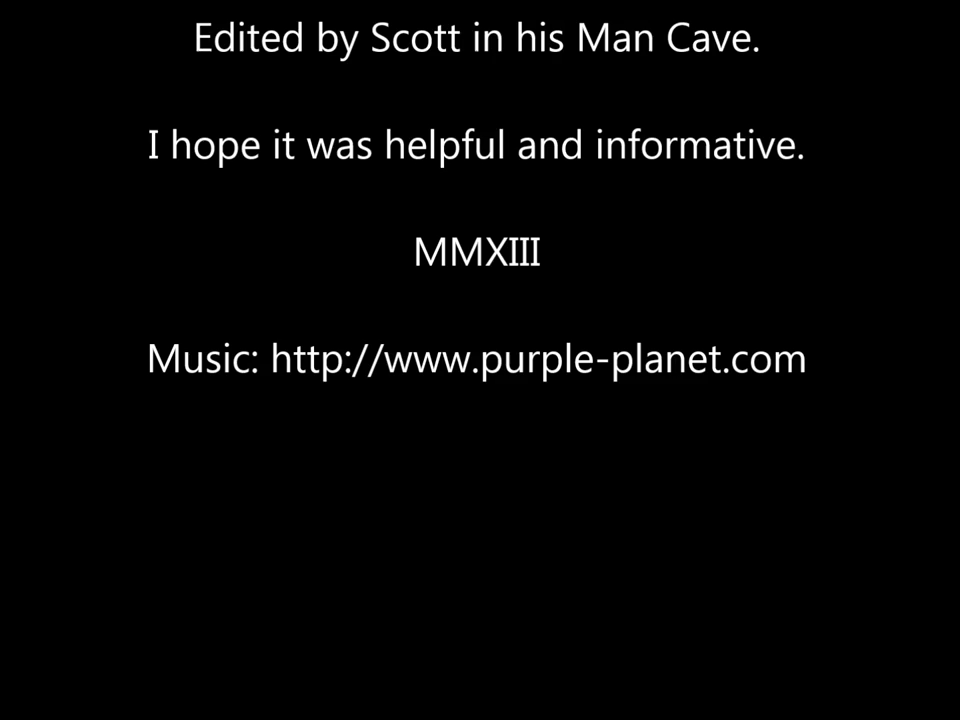 Edited by Scott in his Man Cave.
I hope it was helpful and informative.
MMXIII
Music: http://www.purple-planet.com